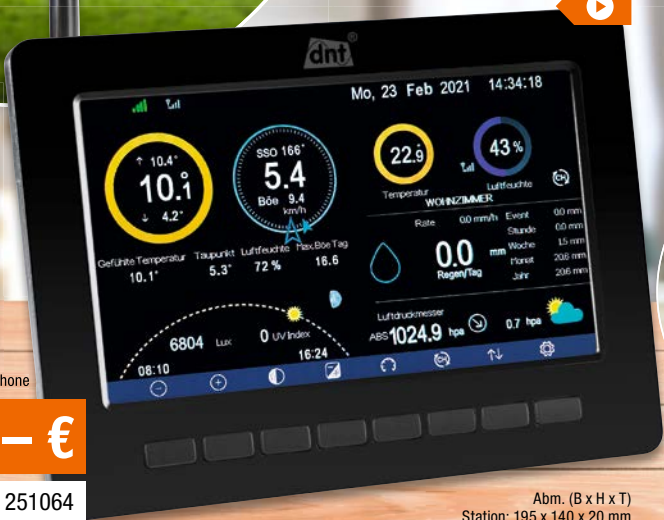 dnt®
Mo, 23 Feb 2021 14:34:18
↑ 10.4°
10.1°
↓ 4.2°
SSO 166°
5.4
Böe 9.4
km/h
Gefühlte Temperatur Taupunkt Luftfeuchte Max.Böe Tag
10.1° 5.3° 72 % 16.6
6804 Lux 0 UV Index
08:10 16:24
22.9° 43 %
Temperatur Luftfeuchte
WOHNZIMMER
CH
Rate 0.0 mm/h Event 0.0 mm
Stunde 0.0 mm
0.0 mm Woche 1.5 mm
Regen/Tag Monat 20.6 mm
Jahr 20.6 mm
Luftdruckmesser
ABS 1024.9 hpa 0.7 hpa
CH
hone
– €
251064
Abm. (B x H x T)
Station: 195 x 140 x 20 mm